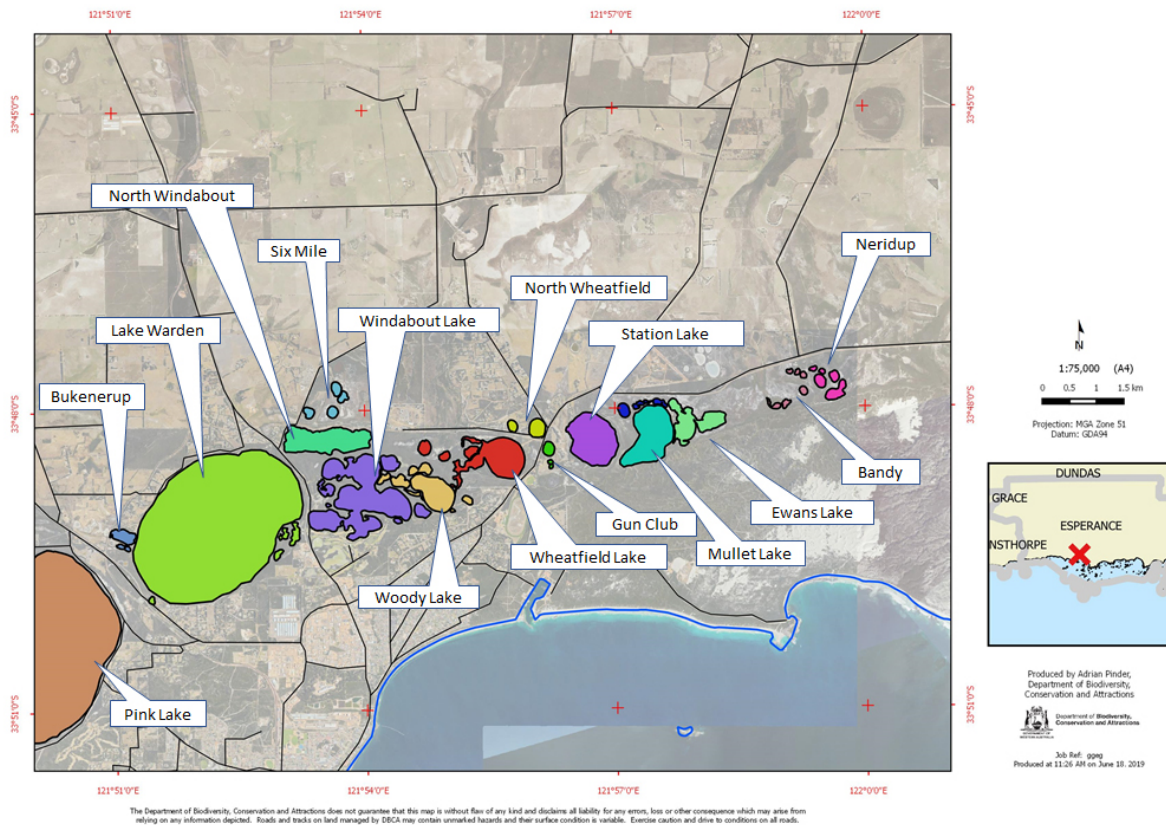 121°51'0"E
121°54'0"E
121°57'0"E
122°0'0"E
33°45'0"S
33°45'0"S
North Windabout
Six Mile
Neridup
North Wheatfield
Lake Warden
Windabout Lake
Station Lake
Bukenerup
33°48'0"S
33°48'0"S
Bandy
Ewans Lake
Gun Club
Mullet Lake
Wheatfield Lake
Woody Lake
Pink Lake
33°51'0"S
33°51'0"S
121°51'0"E
121°54'0"E
121°57'0"E
122°0'0"E
N
1:75,000 (A4)
0 0.5 1 1.5 km
Projection: MGA Zone 51
Datum: GDA94
DUNDAS
GRACE
ESPERANCE
NSTHORPE
Produced by Adrian Pinder,
Department of Biodiversity,
Conservation and Attractions
Department of Biodiversity,
Conservation and Attractions
GOVERNMENT OF
WESTERN AUSTRALIA
Job Ref: ggeg
Produced at 11:26 AM on June 18, 2019
The Department of Biodiversity, Conservation and Attractions does not guarantee that this map is without flaw of any kind and disclaims all liability for any errors, loss or other consequence which may arise from
relying on any information depicted. Roads and tracks on land managed by DBCA may contain unmarked hazards and their surface condition is variable. Exercise caution and drive to conditions on all roads.